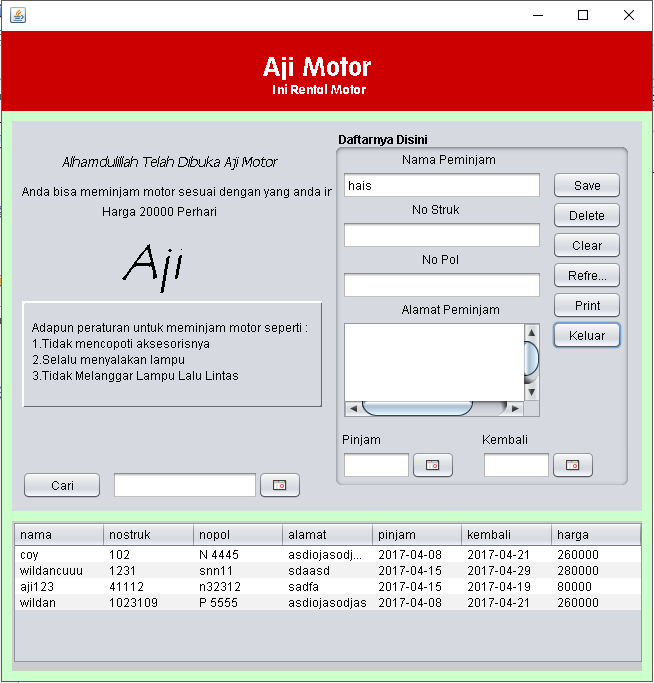 Aji Motor
Ini Rental Motor
Alhamdulillah Telah Dibuka Aji Motor
Anda bisa meminjam motor sesuai dengan yang anda ir
Harga 20000 Perhari
Aji
Adapun peraturan untuk meminjam motor seperti :
1.Tidak mencopoti aksesorisnya
2.Selalu menyalakan lampu
3.Tidak Melanggar Lampu Lalu Lintas
Cari
Daftarnya Disini
Nama Peminjam
hais
No Struk
No Pol
Alamat Peminjam
Pinjam
Kembali
Save
Delete
Clear
Refre...
Print
Keluar
nama nostruk nopol alamat pinjam kembali harga
coy 102 N 4445 asdiojasodj... 2017-04-08 2017-04-21 260000
wildancuuu 1231 snn11 sdaasd 2017-04-15 2017-04-29 280000
aji123 41112 n32312 sadfa 2017-04-15 2017-04-19 80000
wildan 1023109 P 5555 asdiojasodjas 2017-04-08 2017-04-21 260000